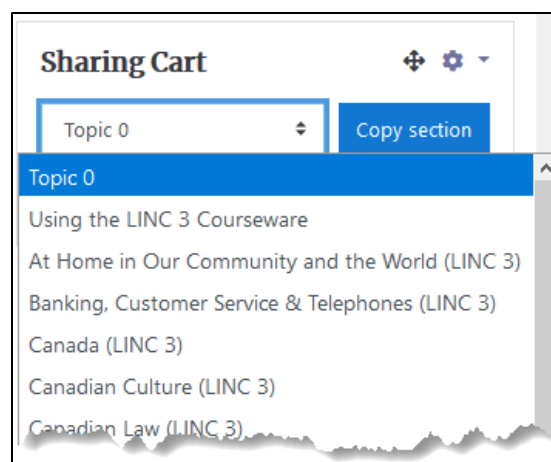 Sharing Cart
Topic 0
Copy section
Topic 0
Using the LINC 3 Courseware
At Home in Our Community and the World (LINC 3)
Banking, Customer Service & Telephones (LINC 3)
Canada (LINC 3)
Canadian Culture (LINC 3)
Canadian Law (LINC 3)